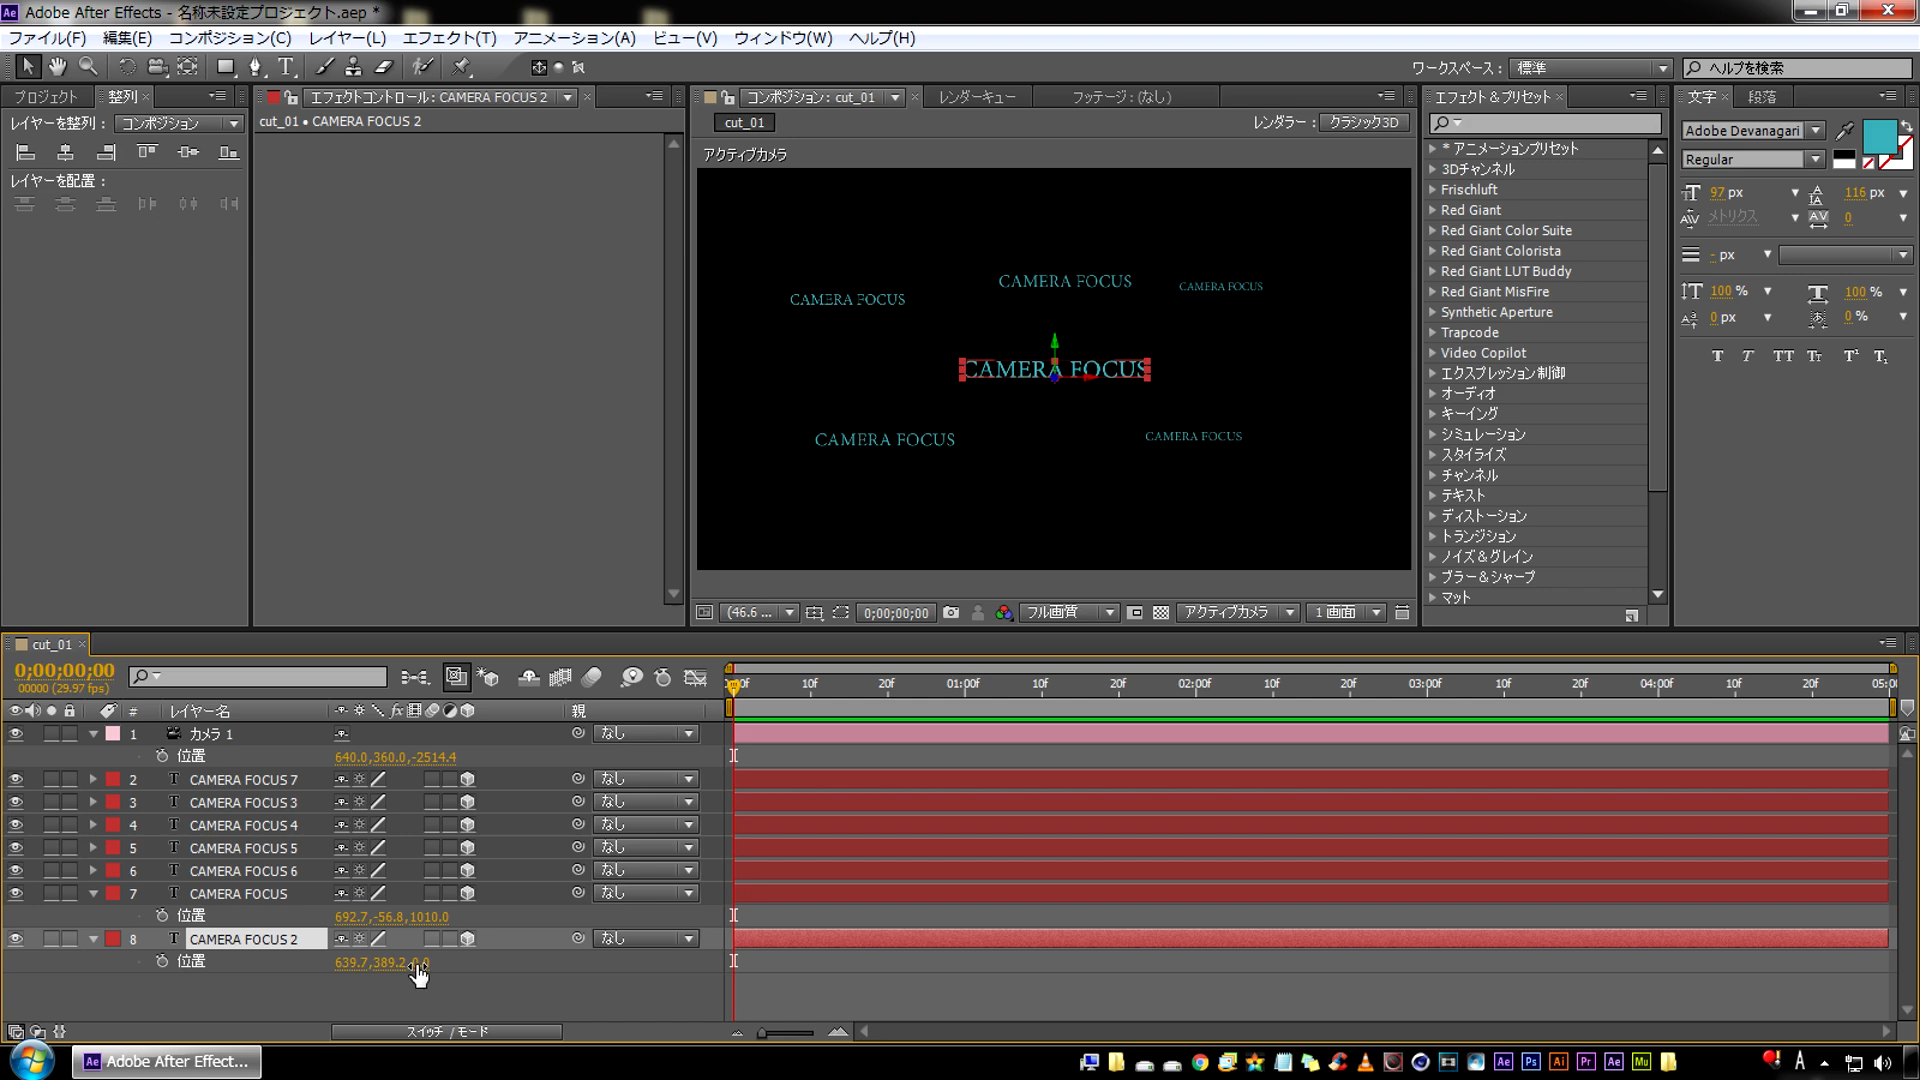 Adobe After Effects - 名称未設定プロジェクト.aep *
ファイル(F) 編集(E) コンポジション(C) レイヤー(L) エフェクト(T) アニメーション(A) ビュー(V) ウィンドウ(W) ヘルプ(H)
ワークスペース: 標準 ヘルプを検索
プロジェクト 整列 × エフェクトコントロール: CAMERA FOCUS 2 × コンポジション: cut_01 × レンダーキュー フッテージ: (なし) エフェクト&プリセット × 文字 × 段落
レイヤーを整列: コンポジション
cut_01 • CAMERA FOCUS 2
cut_01 レンダラー: クラシック3D
アクティブカメラ
レイヤーを配置:
CAMERA FOCUS
CAMERA FOCUS
CAMERA FOCUS
CAMERA FOCUS
CAMERA FOCUS
CAMERA FOCUS
(46.6 ... 0;00;00;00 フル画質 アクティブカメラ 1 画面
* アニメーションプリセット
3Dチャンネル
Frischluft
Red Giant
Red Giant Color Suite
Red Giant Colorista
Red Giant LUT Buddy
Red Giant MisFire
Synthetic Aperture
Trapcode
Video Copilot
エクスプレッション制御
オーディオ
キーイング
シミュレーション
スタイライズ
チャンネル
テキスト
ディストーション
トランジション
ノイズ&グレイン
ブラー&シャープ
マット
Adobe Devanagari
Regular
97 px 116 px
メトリクス 0
- px
100 % 100 %
0 px 0 %
cut_01 ×
0;00;00;00
00000 (29.97 fps)
10f 20f 01:00f 10f 20f 02:00f 10f 20f 03:00f 10f 20f 04:00f 10f 20f
# レイヤー名 fx 親
1 カメラ 1 なし
位置 640.0,360.0,-2514.4
2 T CAMERA FOCUS 7 なし
3 T CAMERA FOCUS 3 なし
4 T CAMERA FOCUS 4 なし
5 T CAMERA FOCUS 5 なし
6 T CAMERA FOCUS 6 なし
7 T CAMERA FOCUS なし
位置 692.7,-56.8,1010.0
8 T CAMERA FOCUS 2 なし
位置 639.7,389.2,
スイッチ / モード
Ae Adobe After Effect... Ae Ps Ai Pr Ae Mu A